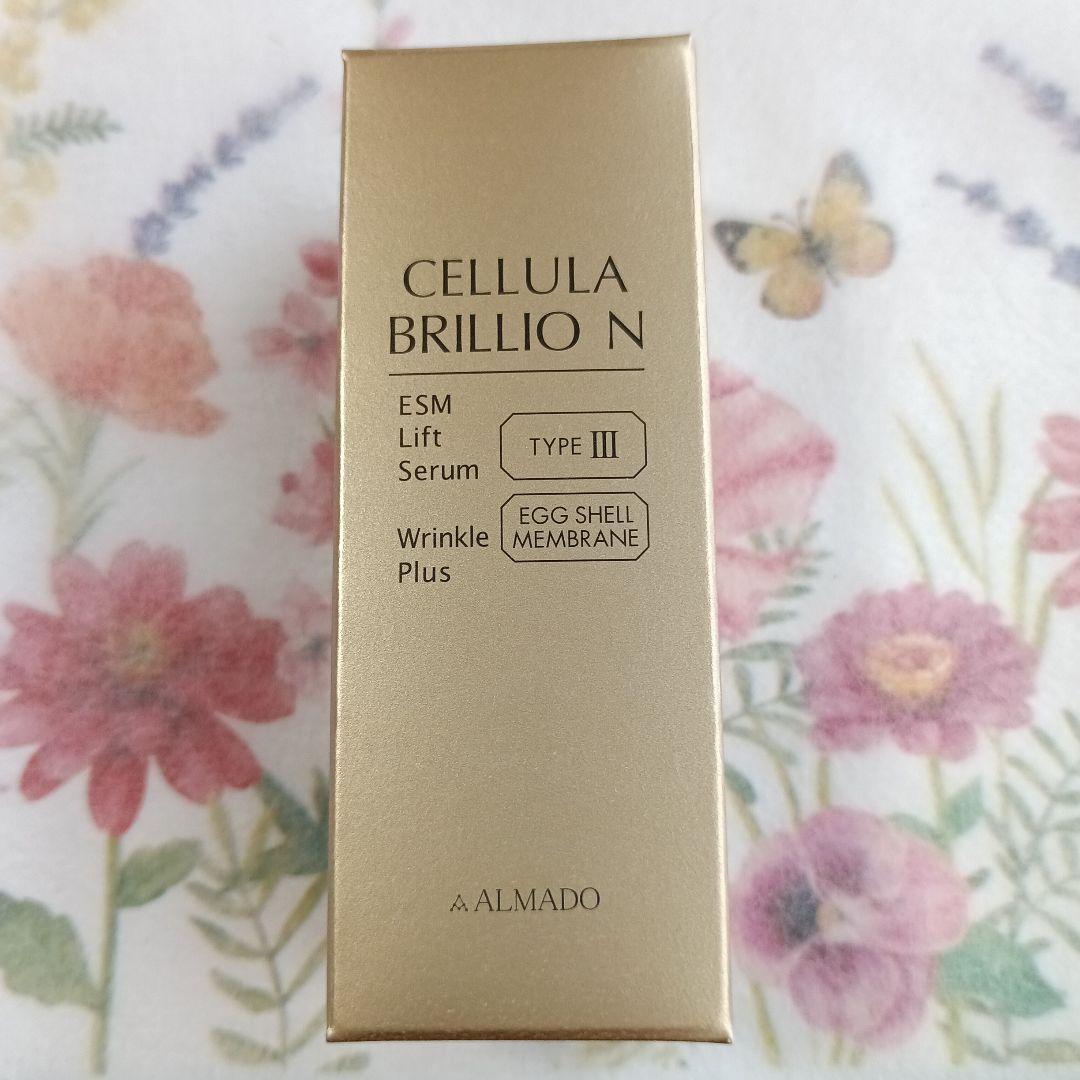 CELLULA
BRILLIO N
ESM
Lift
Serum
TYPE III
EGG SHELL
MEMBRANE
Wrinkle
Plus
ALMADO